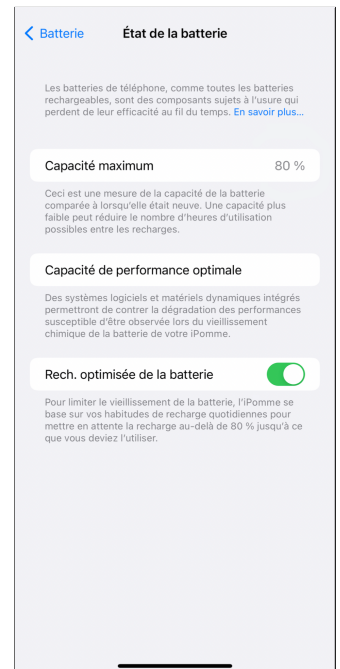 Batterie
État de la batterie
Les batteries de téléphone, comme toutes les batteries
rechargeables, sont des composants sujets à l'usure qui
perdent de leur efficacité au fil du temps. En savoir plus...
Capacité maximum 80 %
Ceci est une mesure de la capacité de la batterie
comparée à lorsqu'elle était neuve. Une capacité plus
faible peut réduire le nombre d'heures d'utilisation
possibles entre les recharges.
Capacité de performance optimale
Des systèmes logiciels et matériels dynamiques intégrés
permettront de contrer la dégradation des performances
susceptible d'être observée lors du vieillissement
chimique de la batterie de votre iPomme.
Rech. optimisée de la batterie
Pour limiter le vieillissement de la batterie, l'iPomme se
base sur vos habitudes de recharge quotidiennes pour
mettre en attente la recharge au-delà de 80 % jusqu'à ce
que vous deviez l'utiliser.